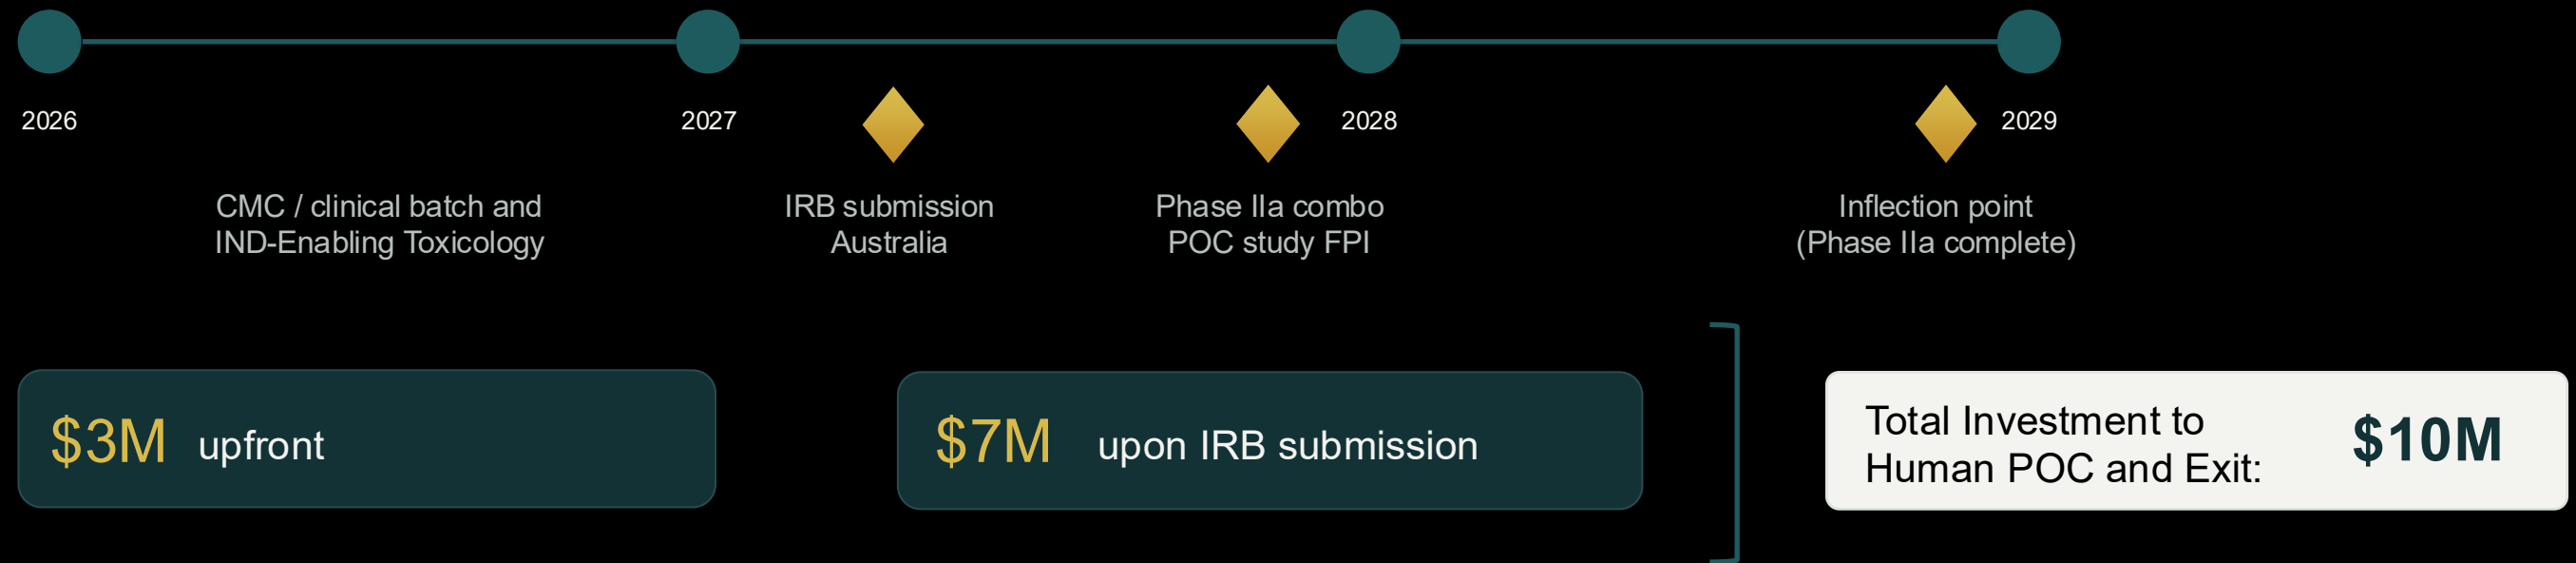 2026
2027
2028
2029
CMC / clinical batch and
IND-Enabling Toxicology
IRB submission
Australia
Phase IIa combo
POC study FPI
Inflection point
(Phase IIa complete)
$3M upfront
$7M upon IRB submission
Total Investment to
Human POC and Exit:
$10M